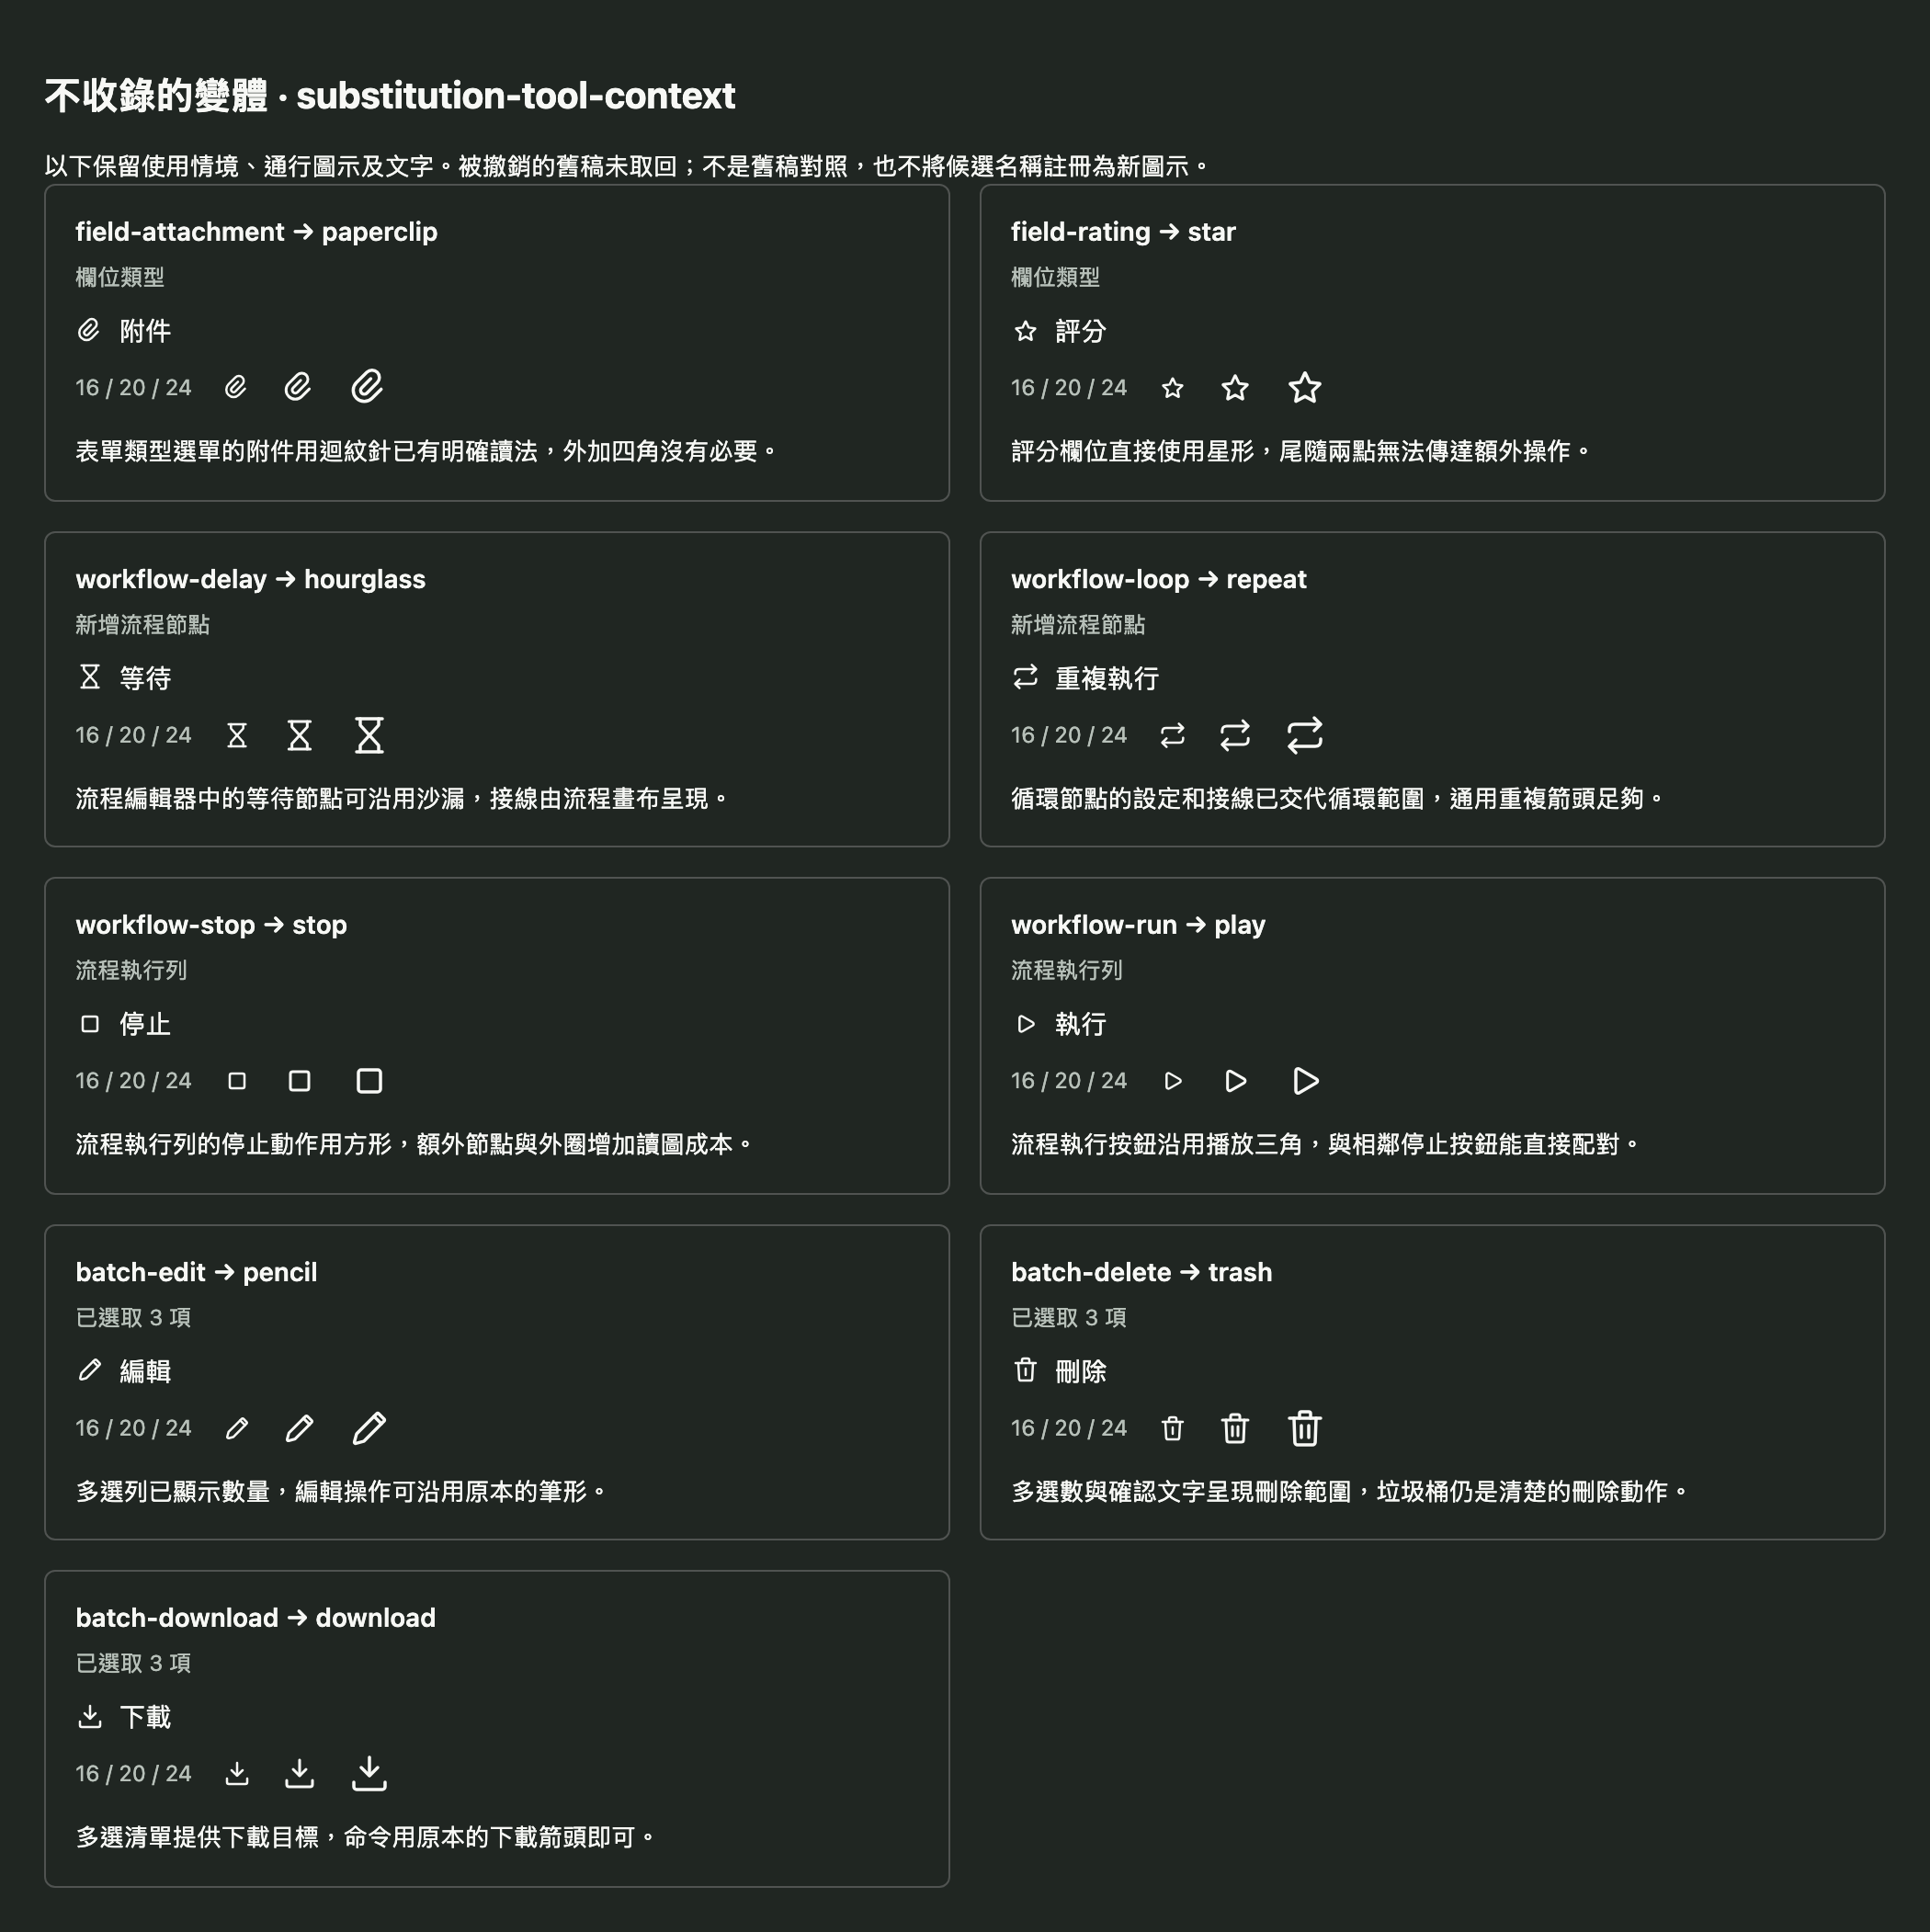 不收錄的變體 · substitution-tool-context
以下保留使用情境、通行圖示及文字。被撤銷的舊稿未取回；不是舊稿對照，也不將候選名稱註冊為新圖示。
field-attachment → paperclip
欄位類型
附件
16 / 20 / 24
表單類型選單的附件用迴紋針已有明確讀法，外加四角沒有必要。
field-rating → star
欄位類型
評分
16 / 20 / 24
評分欄位直接使用星形，尾隨兩點無法傳達額外操作。
workflow-delay → hourglass
新增流程節點
等待
16 / 20 / 24
流程編輯器中的等待節點可沿用沙漏，接線由流程畫布呈現。
workflow-loop → repeat
新增流程節點
重複執行
16 / 20 / 24
循環節點的設定和接線已交代循環範圍，通用重複箭頭足夠。
workflow-stop → stop
流程執行列
停止
16 / 20 / 24
流程執行列的停止動作用方形，額外節點與外圈增加讀圖成本。
workflow-run → play
流程執行列
執行
16 / 20 / 24
流程執行按鈕沿用播放三角，與相鄰停止按鈕能直接配對。
batch-edit → pencil
已選取 3 項
編輯
16 / 20 / 24
多選列已顯示數量，編輯操作可沿用原本的筆形。
batch-delete → trash
已選取 3 項
刪除
16 / 20 / 24
多選數與確認文字呈現刪除範圍，垃圾桶仍是清楚的刪除動作。
batch-download → download
已選取 3 項
下載
16 / 20 / 24
多選清單提供下載目標，命令用原本的下載箭頭即可。